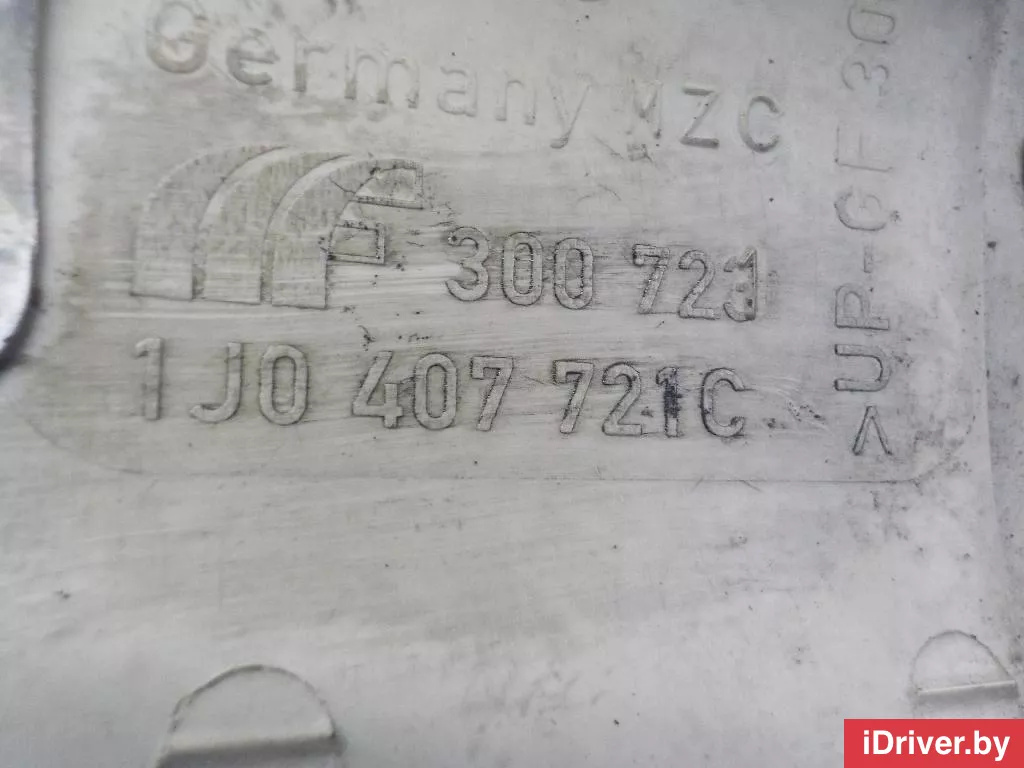 Germany MZC
300 723
1J0 407 721C
>UP-GF30
iDriver.by